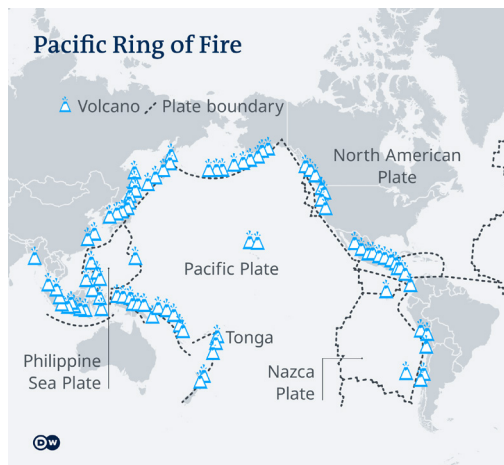 Pacific Ring of Fire
Volcano
Plate boundary
North American
Plate
Pacific Plate
Philippine
Sea Plate
Tonga
Nazca
Plate
DW